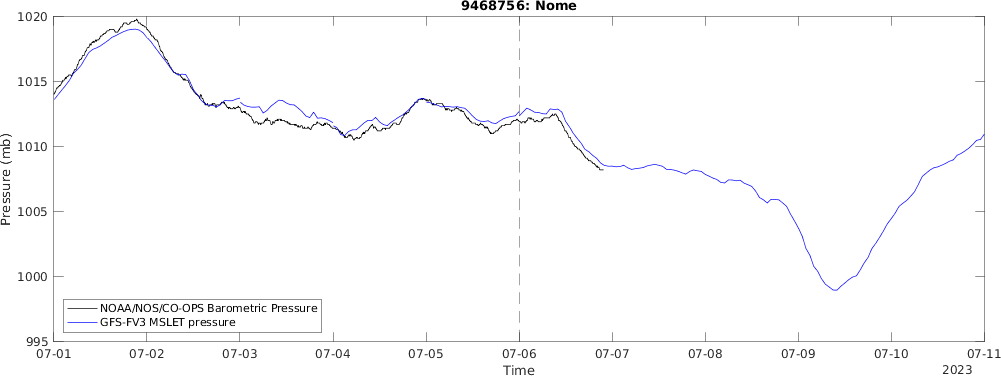 9468756: Nome
1020
1015
1010
1005
1000
995
Pressure (mb)
NOAA/NOS/CO-OPS Barometric Pressure
GFS-FV3 MSLET pressure
07-01 07-02 07-03 07-04 07-05 07-06 07-07 07-08 07-09 07-10 07-11
Time
2023